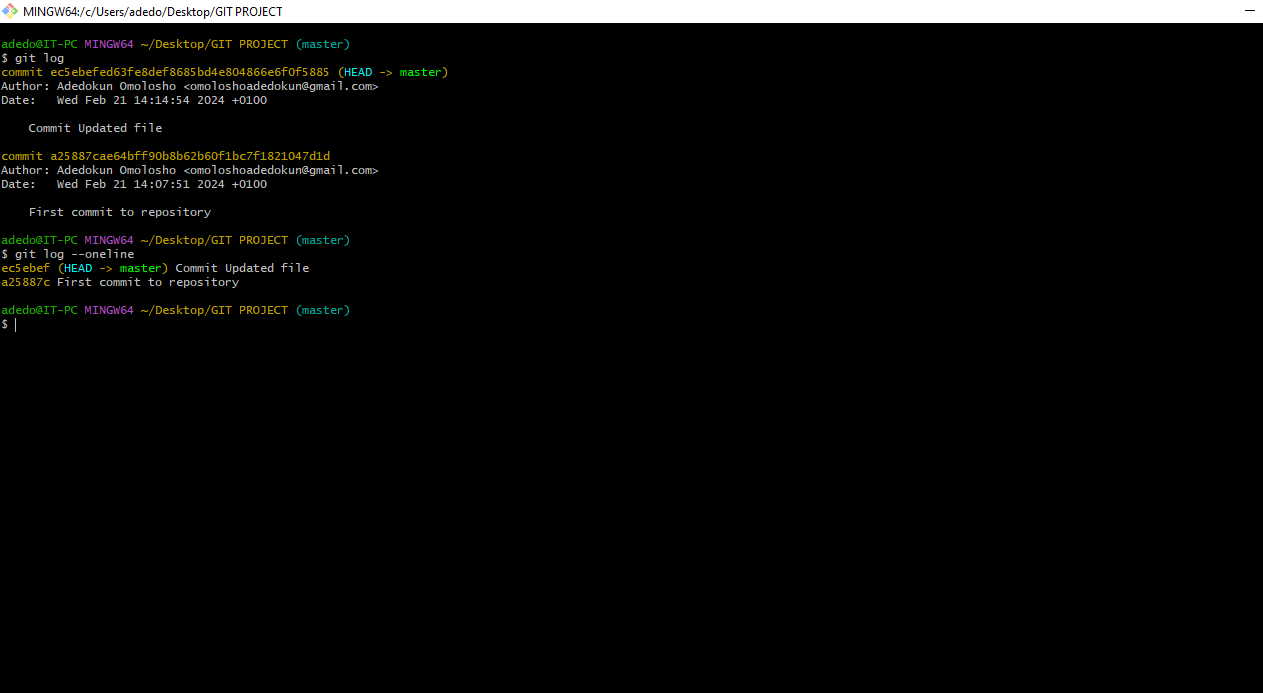 MINGW64:/c/Users/adedo/Desktop/GIT PROJECT
adedo@IT-PC MINGW64 ~/Desktop/GIT PROJECT (master)
$ git log
commit ec5ebefed63fe8def8685bd4e804866e6f0f5885 (HEAD -> master)
Author: Adedokun Omolosho <omoloshoadedokun@gmail.com>
Date:   Wed Feb 21 14:14:54 2024 +0100
    Commit Updated file
commit a25887cae64bff90b8b62b60f1bc7f1821047d1d
Author: Adedokun Omolosho <omoloshoadedokun@gmail.com>
Date:   Wed Feb 21 14:07:51 2024 +0100
    First commit to repository
adedo@IT-PC MINGW64 ~/Desktop/GIT PROJECT (master)
$ git log --oneline
ec5ebef (HEAD -> master) Commit Updated file
a25887c First commit to repository
adedo@IT-PC MINGW64 ~/Desktop/GIT PROJECT (master)
$